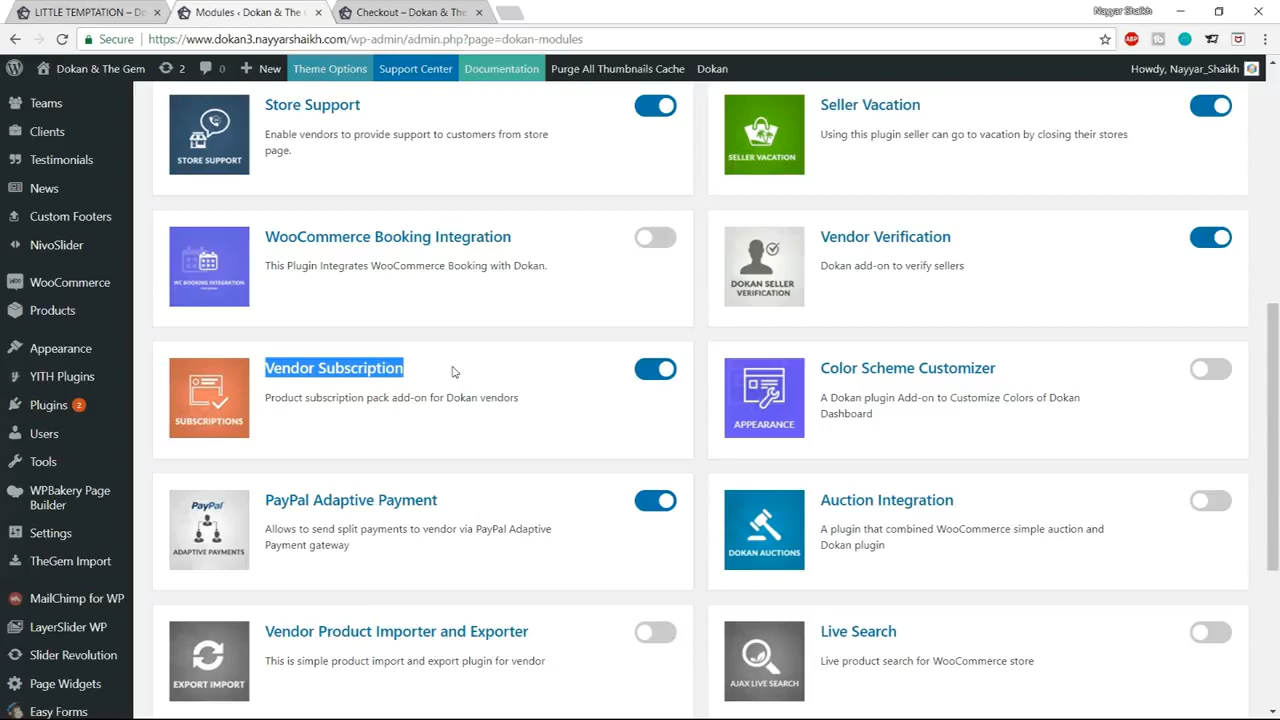 LITTLE TEMPTATION – Do
Modules ‹ Dokan & The G
Checkout – Dokan & The
Nayyar Shaikh
Secure
https://www.dokan3.nayyarshaikh.com/wp-admin/admin.php?page=dokan-modules
ABP
Dokan & The Gem
2
0
New
Theme Options
Support Center
Documentation
Purge All Thumbnails Cache
Dokan
Howdy, Nayyar_Shaikh
Teams
Clients
Testimonials
News
Custom Footers
NivoSlider
WooCommerce
Products
Appearance
YITH Plugins
Plugins 2
Users
Tools
WPBakery Page
Builder
Settings
TheGem Import
MailChimp for WP
LayerSlider WP
Slider Revolution
Page Widgets
Easy Forms
STORE SUPPORT
Store Support
Enable vendors to provide support to customers from store
page.
SELLER VACATION
Seller Vacation
Using this plugin seller can go to vacation by closing their stores
WC BOOKING INTEGRATION
WooCommerce Booking Integration
This Plugin Integrates WooCommerce Booking with Dokan.
DOKAN SELLER
VERIFICATION
Vendor Verification
Dokan add-on to verify sellers
SUBSCRIPTIONS
Vendor Subscription
Product subscription pack add-on for Dokan vendors
APPEARANCE
Color Scheme Customizer
A Dokan plugin Add-on to Customize Colors of Dokan
Dashboard
PayPal
ADAPTIVE PAYMENTS
PayPal Adaptive Payment
Allows to send split payments to vendor via PayPal Adaptive
Payment gateway
DOKAN AUCTIONS
Auction Integration
A plugin that combined WooCommerce simple auction and
Dokan plugin
EXPORT IMPORT
Vendor Product Importer and Exporter
This is simple product import and export plugin for vendor
AJAX LIVE SEARCH
Live Search
Live product search for WooCommerce store